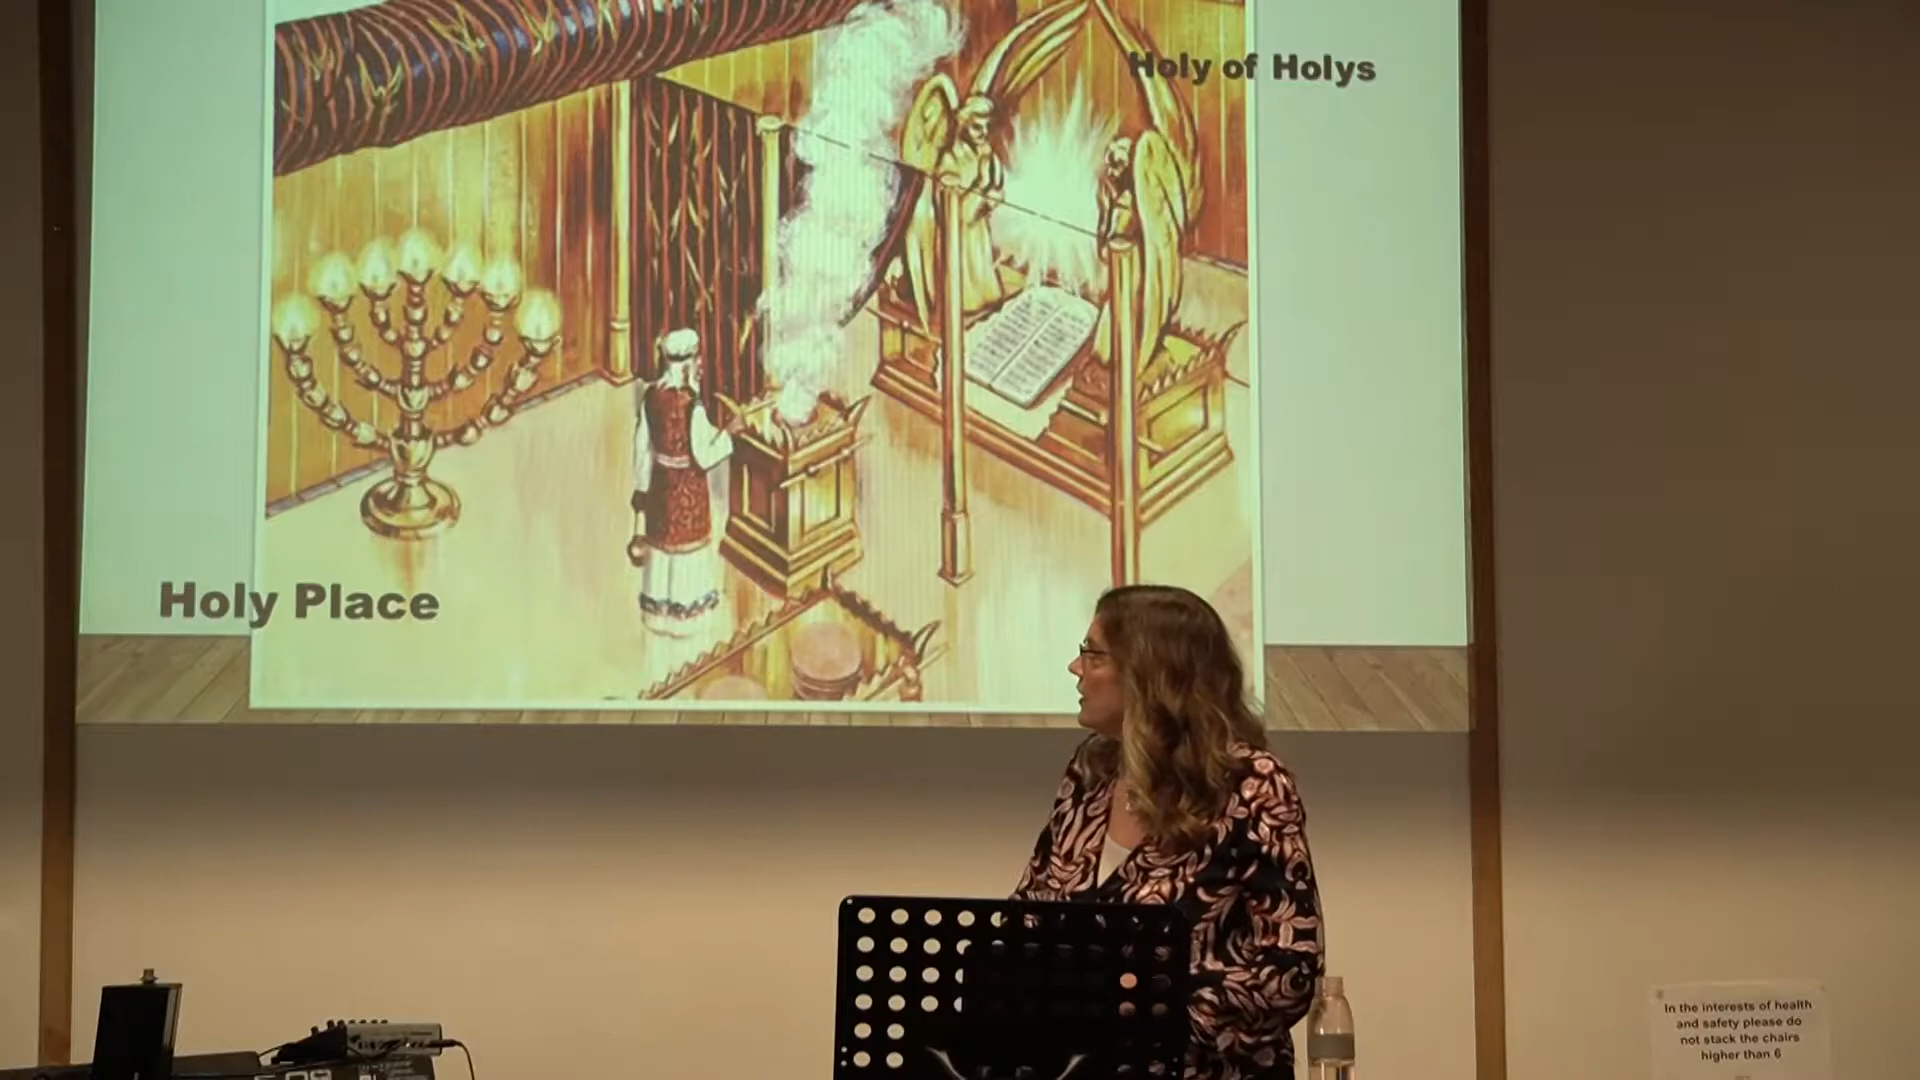 Holy of Holys
Holy Place
In the interests of health
and safety please do
not stack the chairs
higher than 6